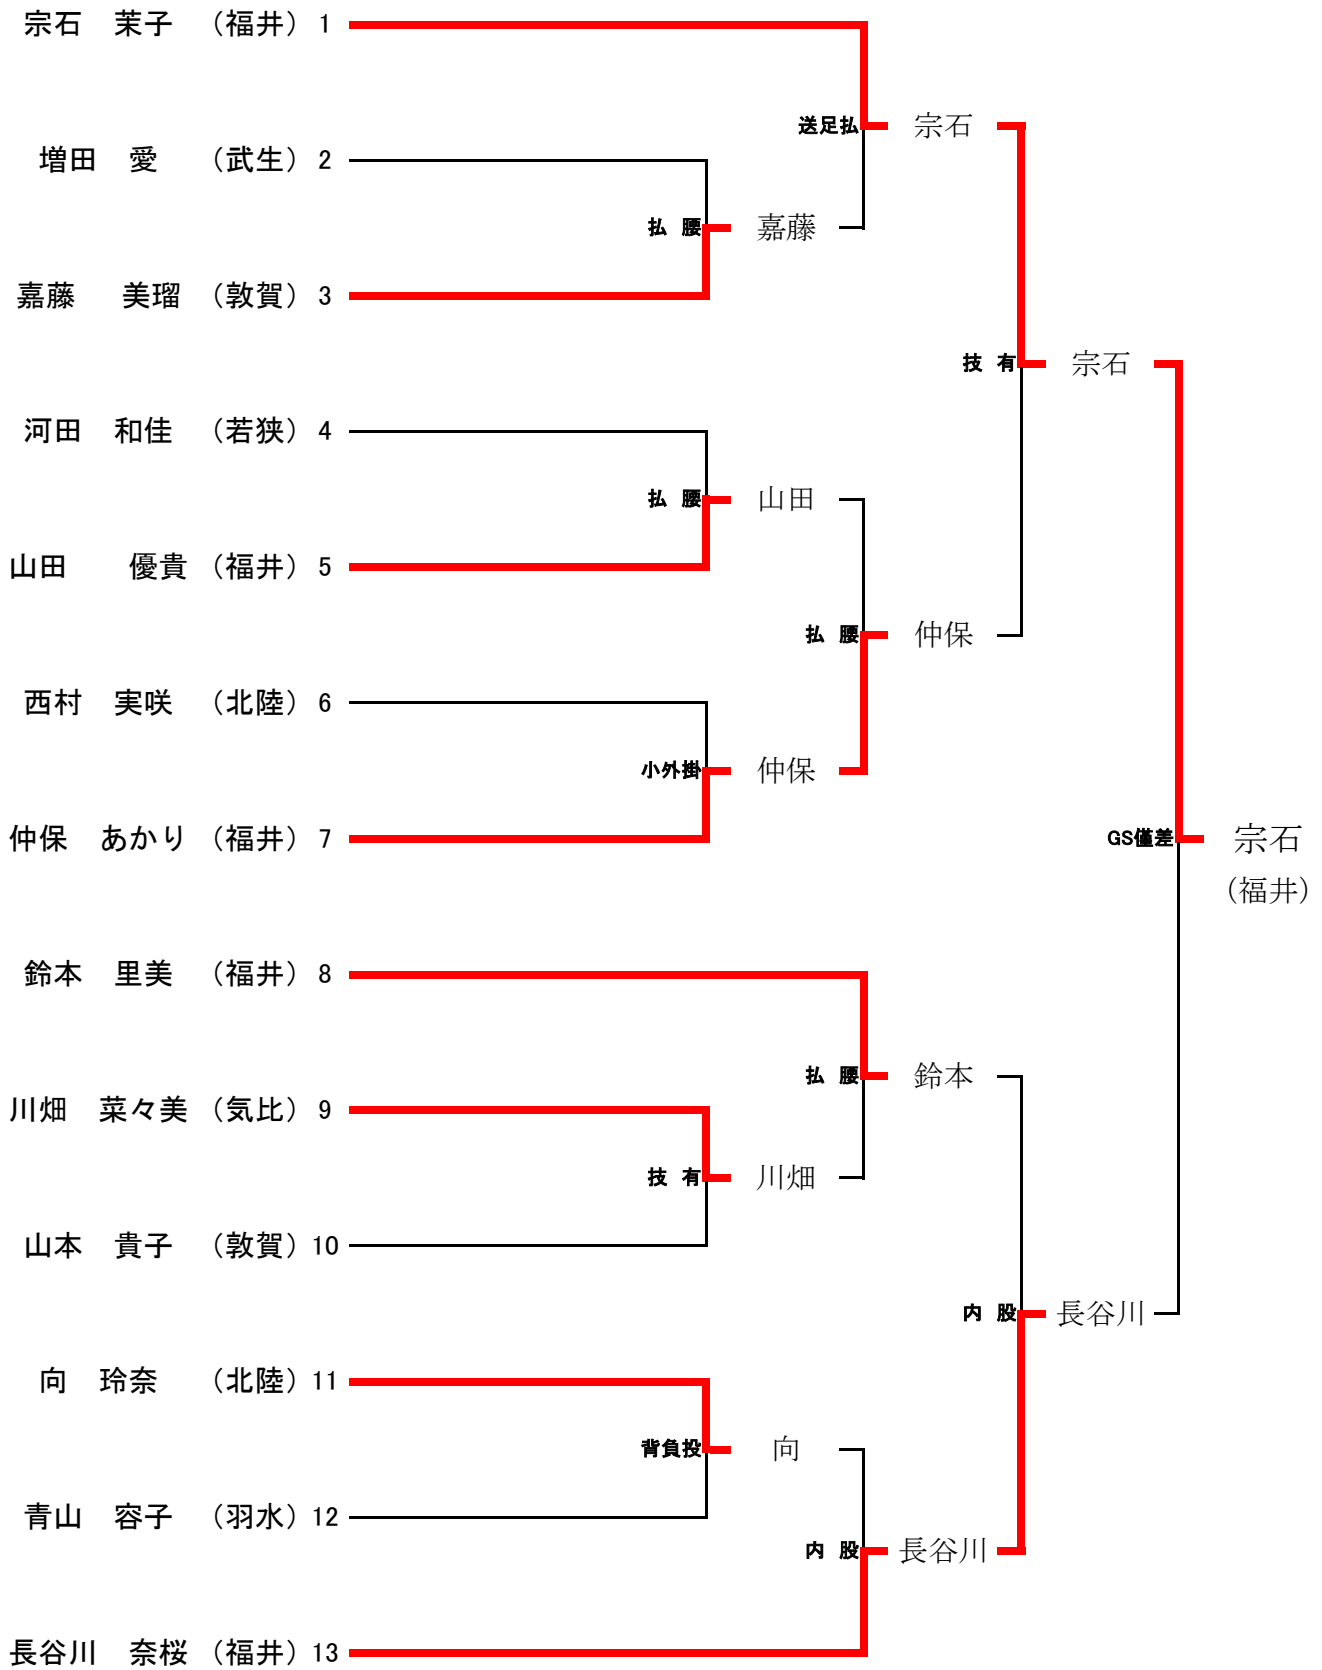 宗石　茉子　（福井） 1
送足払　宗石
増田　愛　（武生） 2
払 腰　嘉藤
嘉藤　美瑠　（敦賀） 3
技 有　宗石
河田　和佳　（若狭） 4
払 腰　山田
山田　優貴　（福井） 5
払 腰　仲保
西村　実咲　（北陸） 6
小外掛　仲保
仲保　あかり　（福井） 7
GS僅差　宗石
（福井）
鈴本　里美　（福井） 8
払 腰　鈴本
川畑　菜々美　（気比） 9
技 有　川畑
山本　貴子　（敦賀） 10
内 股　長谷川
向　玲奈　（北陸） 11
背負投　向
青山　容子　（羽水） 12
内 股　長谷川
長谷川　奈桜　（福井） 13